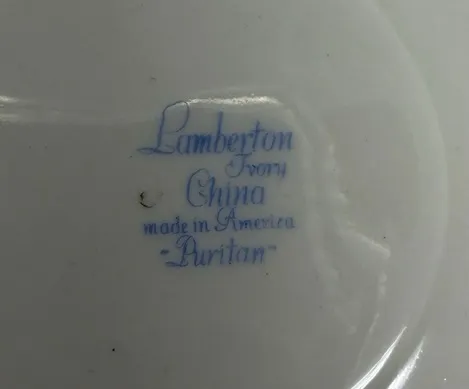 Lamberton
Ivory
China
made in America
"Puritan"